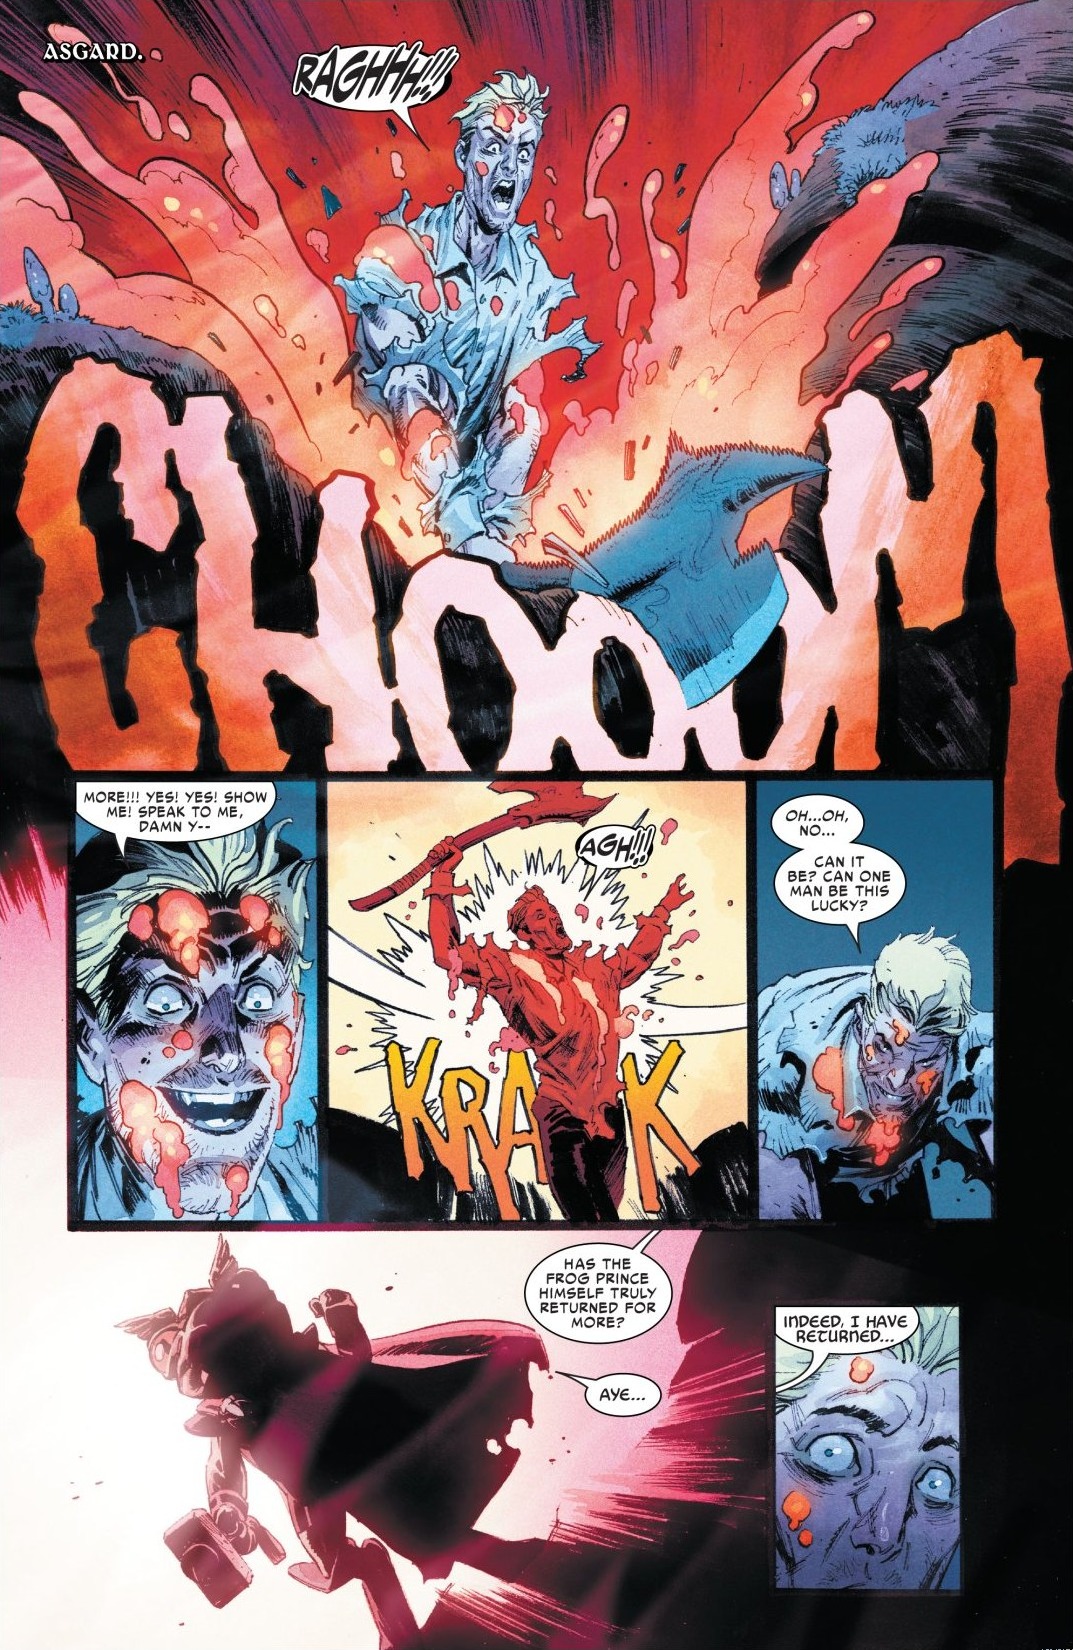 ASGARD.
RAGHHH!!!
CHOOOM
MORE!!! YES! YES! SHOW
ME! SPEAK TO ME,
DAMN Y--
AGH!!!
KRAK
OH...OH,
NO...
CAN IT
BE? CAN ONE
MAN BE THIS
LUCKY?
HAS THE
FROG PRINCE
HIMSELF TRULY
RETURNED FOR
MORE?
AYE...
INDEED, I HAVE
RETURNED...